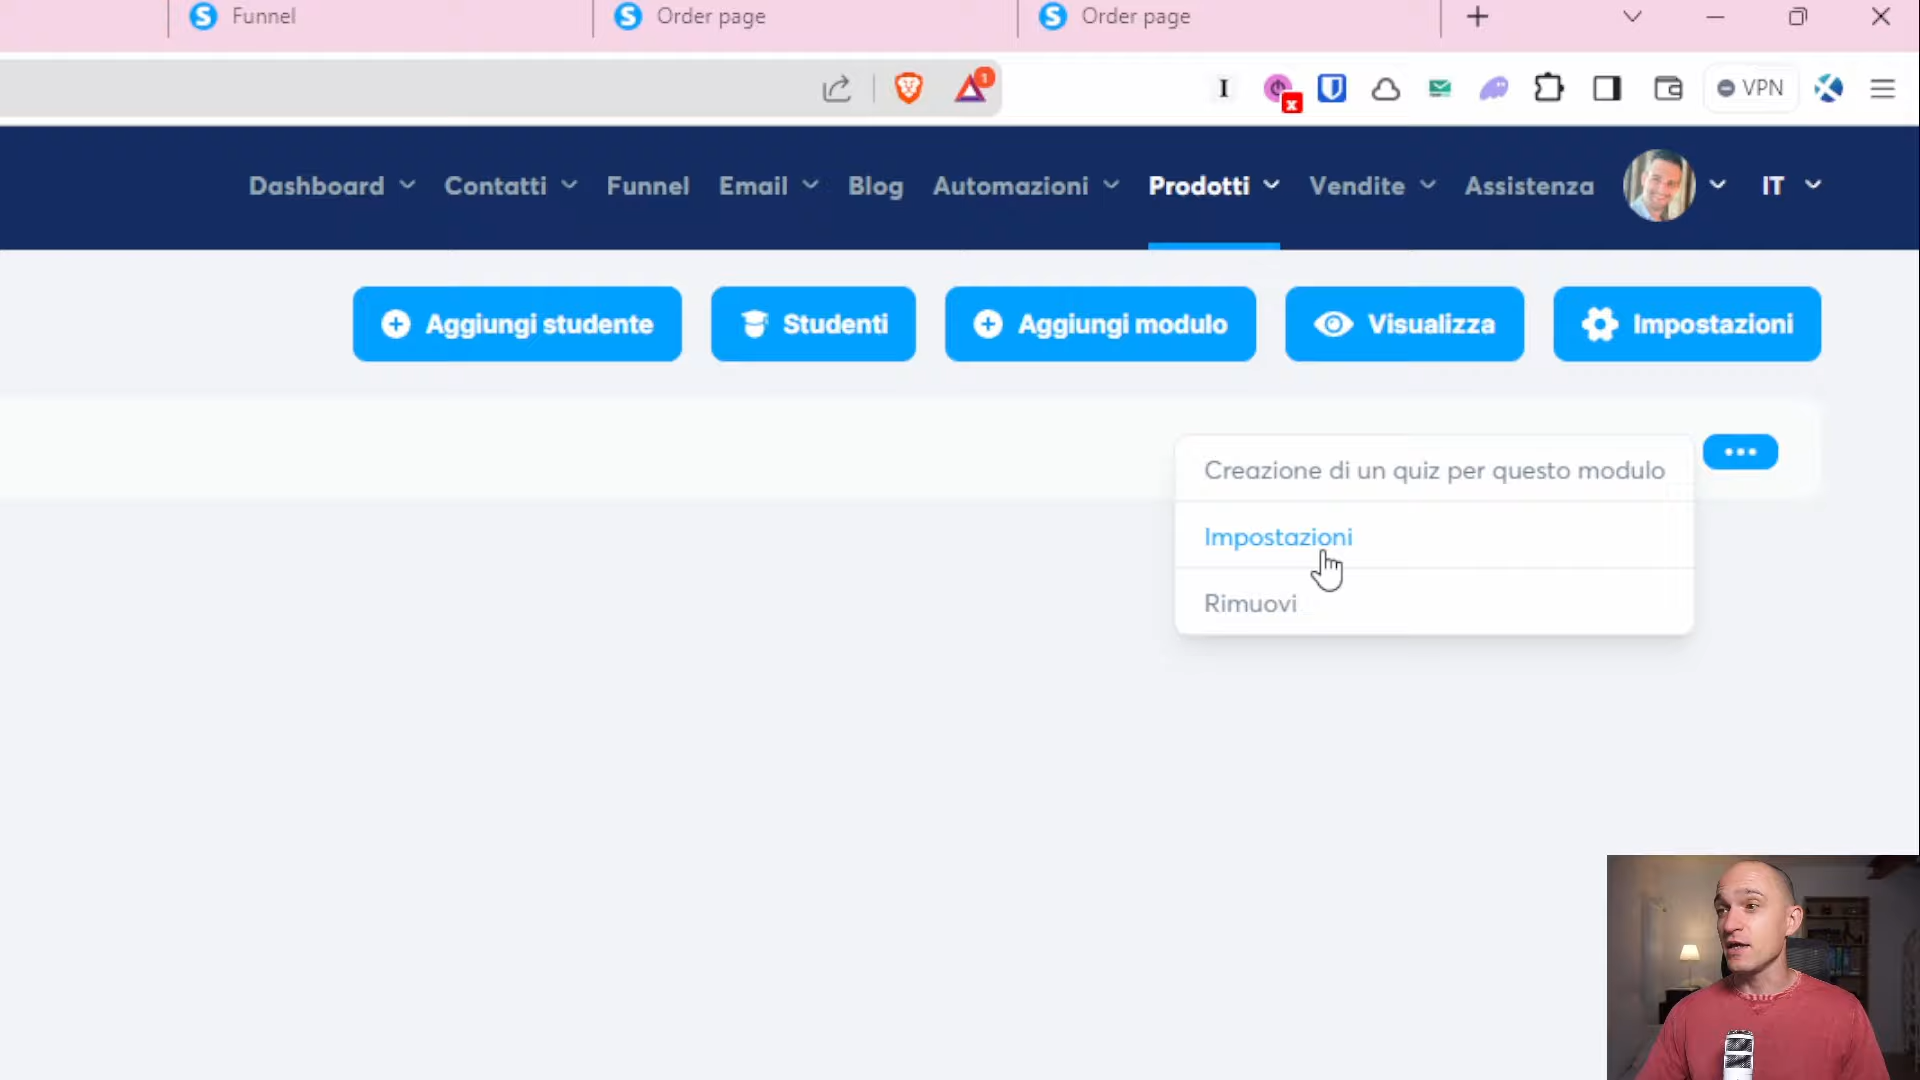 Funnel
Order page
Order page
1
I
x
VPN
Dashboard
Contatti
Funnel
Email
Blog
Automazioni
Prodotti
Vendite
Assistenza
IT
Aggiungi studente
Studenti
Aggiungi modulo
Visualizza
Impostazioni
Creazione di un quiz per questo modulo
Impostazioni
Rimuovi